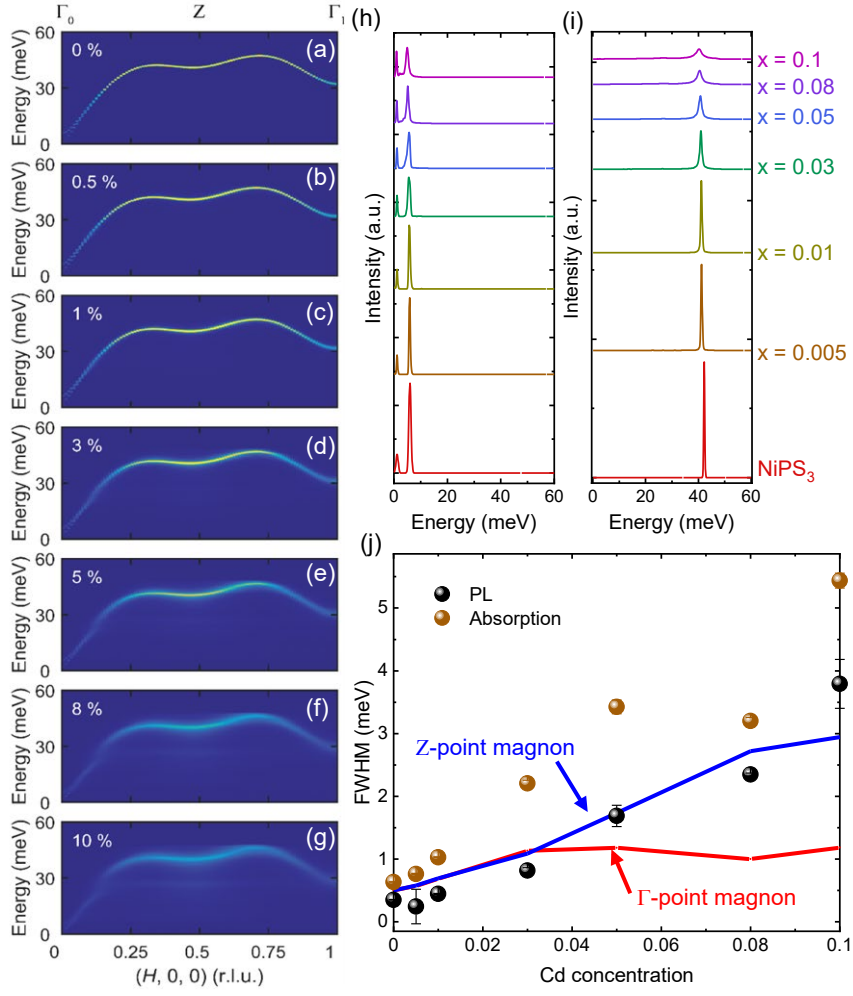 Γ₀ Z Γ₁
0 %
(a)
Energy (meV)
60
30
0
0.5 %
(b)
Energy (meV)
60
30
0
1 %
(c)
Energy (meV)
60
30
0
3 %
(d)
Energy (meV)
60
30
0
5 %
(e)
Energy (meV)
60
30
0
8 %
(f)
Energy (meV)
60
30
0
10 %
(g)
Energy (meV)
60
30
0
0 0.25 0.5 0.75 1
(H, 0, 0) (r.l.u.)
(h)
Intensity (a.u.)
0 20 40 60
Energy (meV)
(i)
Intensity (a.u.)
x = 0.1
x = 0.08
x = 0.05
x = 0.03
x = 0.01
x = 0.005
NiPS₃
0 20 40 60
Energy (meV)
(j)
PL
Absorption
Z-point magnon
Γ-point magnon
FWHM (meV)
5
4
3
2
1
0
0.02 0.04 0.06 0.08 0.1
Cd concentration